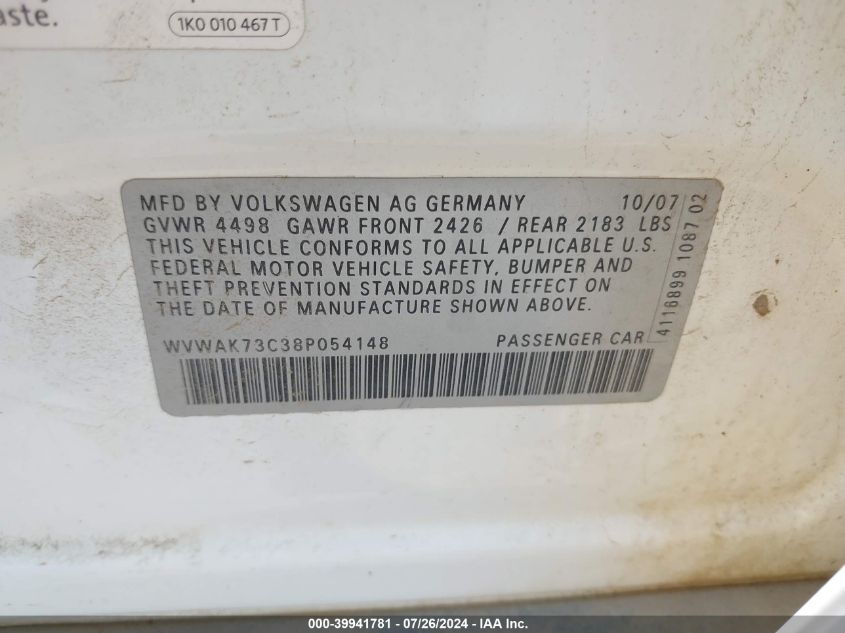 aste.
1K0 010 467 T
MFD BY VOLKSWAGEN AG GERMANY 10/07
GVWR 4498 GAWR FRONT 2426 / REAR 2183 LBS
THIS VEHICLE CONFORMS TO ALL APPLICABLE U.S.
FEDERAL MOTOR VEHICLE SAFETY, BUMPER AND
THEFT PREVENTION STANDARDS IN EFFECT ON
THE DATE OF MANUFACTURE SHOWN ABOVE.
WVWAK73C38P054148 PASSENGER CAR
4116899 1087 02
000-39941781 - 07/26/2024 - IAA Inc.